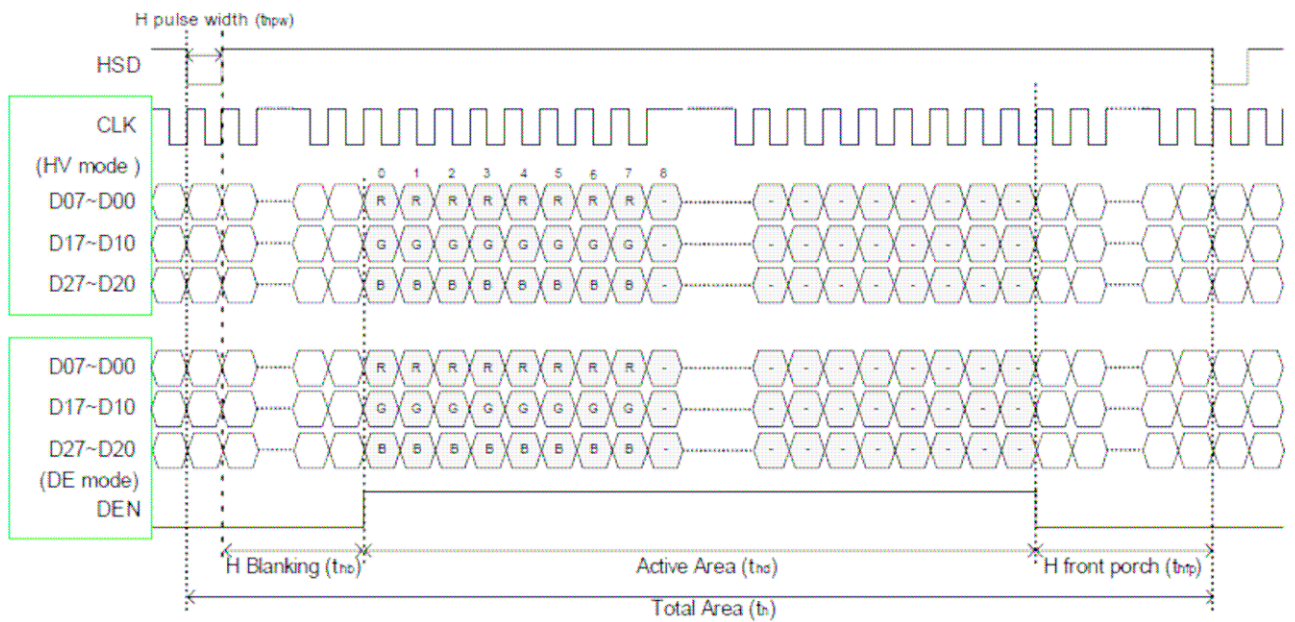 H pulse width (thpw)
HSD
CLK
(HV mode )
0 1 2 3 4 5 6 7 8
D07~D00 R R R R R R R R - - - - - - - - -
D17~D10 G G G G G G G G - - - - - - - - -
D27~D20 B B B B B B B B - - - - - - - - -
D07~D00 R R R R R R R R - - - - - - - - -
D17~D10 G G G G G G G G - - - - - - - - -
D27~D20 B B B B B B B B - - - - - - - - -
(DE mode)
DEN
H Blanking (thb) Active Area (thd) H front porch (thfp)
Total Area (th)